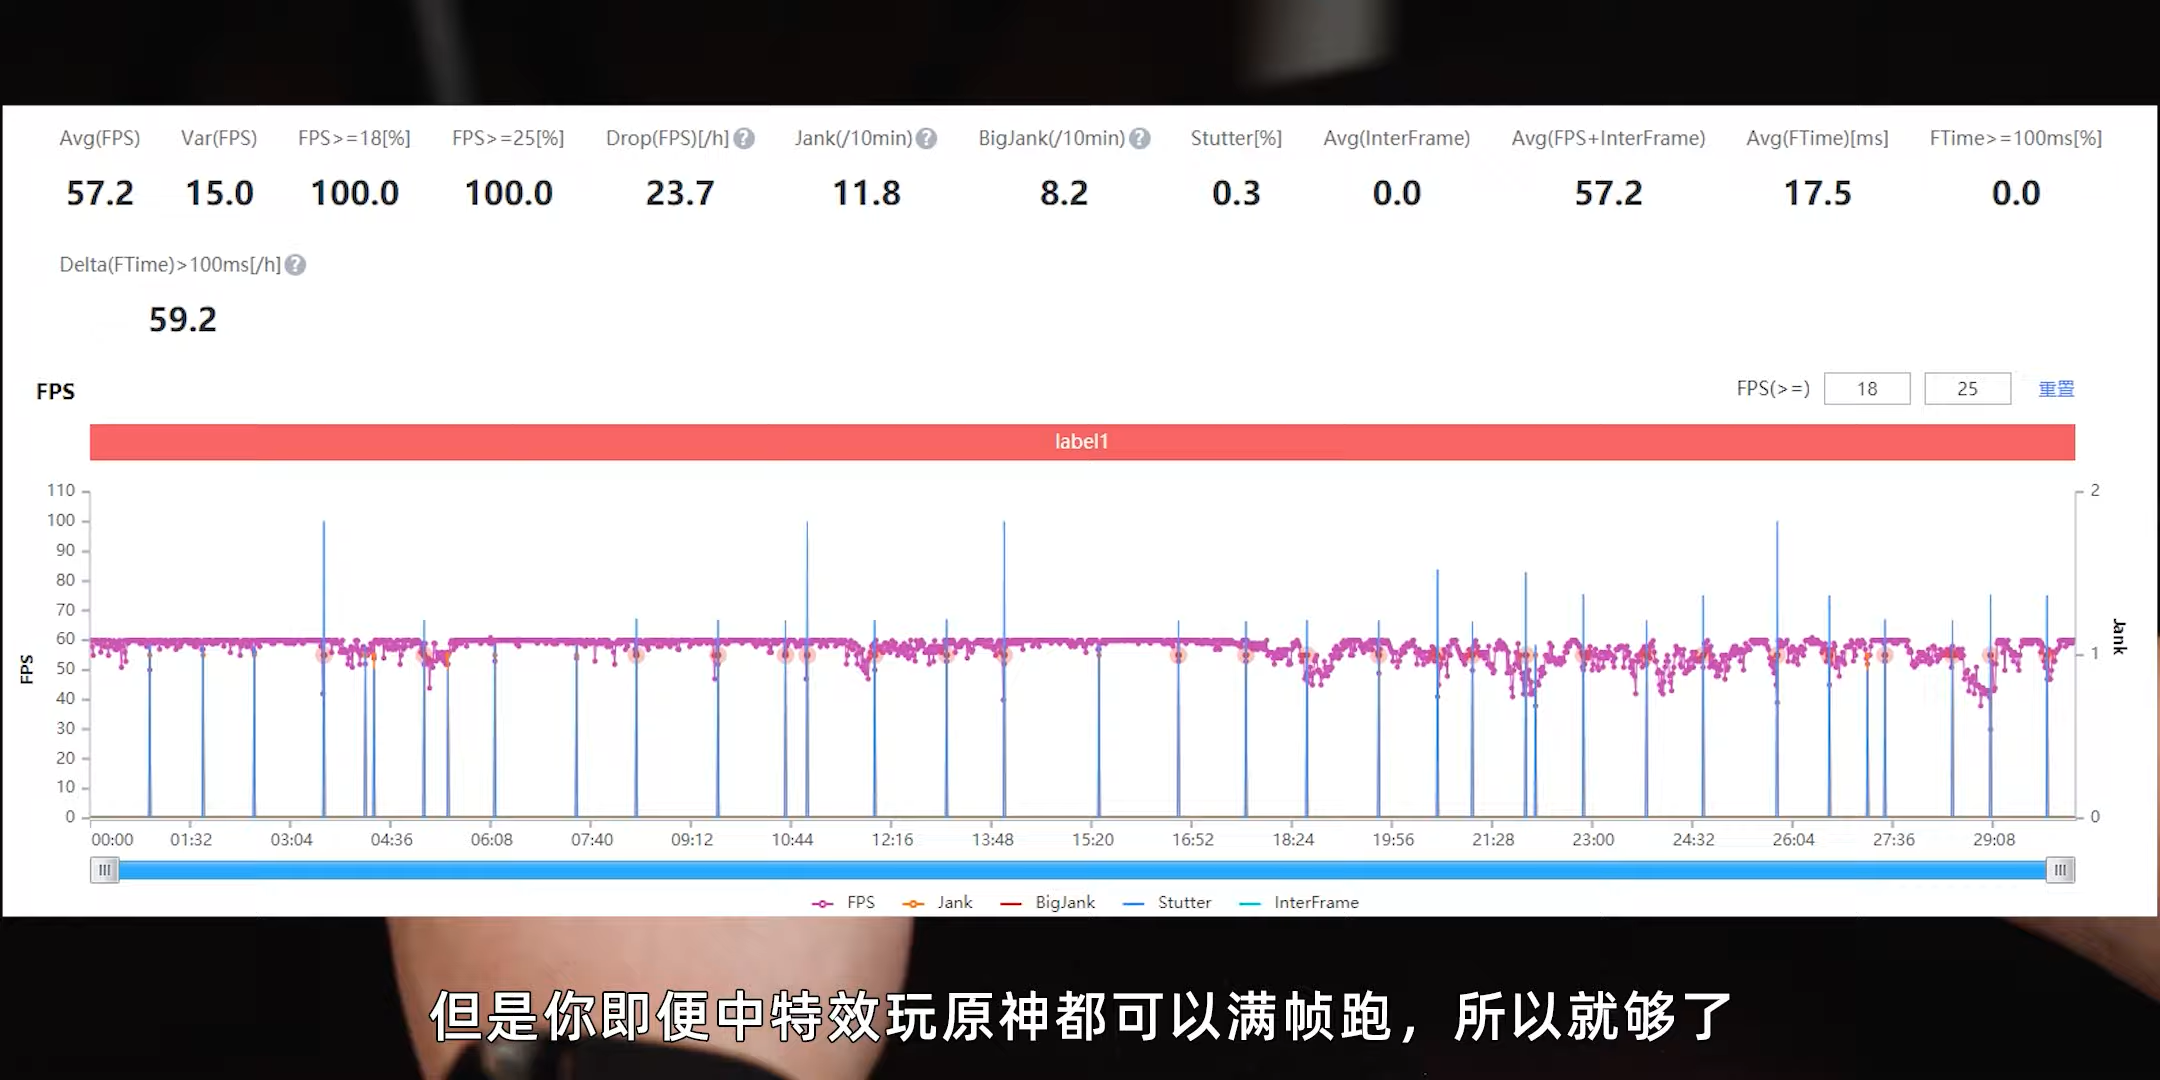 Avg(FPS) Var(FPS) FPS>=18[%] FPS>=25[%] Drop(FPS)[/h] Jank(/10min) BigJank(/10min) Stutter[%] Avg(InterFrame) Avg(FPS+InterFrame) Avg(FTime)[ms] FTime>=100ms[%]
57.2 15.0 100.0 100.0 23.7 11.8 8.2 0.3 0.0 57.2 17.5 0.0
Delta(FTime)>100ms[/h]
59.2
FPS FPS(>=) 18 25 重置
label1
110 2
100
90
80
70
60
50 1
40
30
20
10
0 0
FPS
Jank
00:00 01:32 03:04 04:36 06:08 07:40 09:12 10:44 12:16 13:48 15:20 16:52 18:24 19:56 21:28 23:00 24:32 26:04 27:36 29:08
FPS Jank BigJank Stutter InterFrame
但是你即便中特效玩原神都可以满帧跑，所以就够了